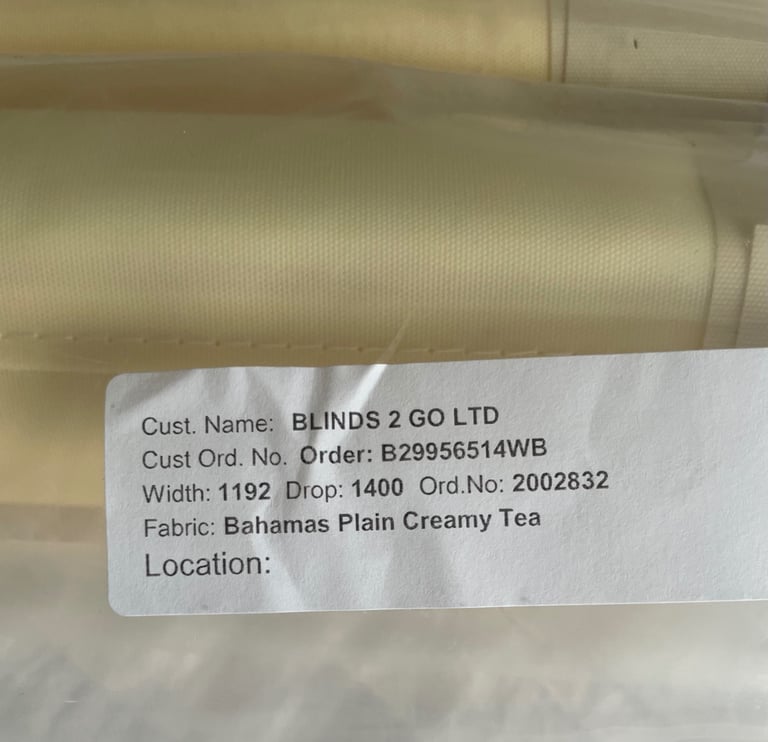 Cust. Name: BLINDS 2 GO LTD
Cust Ord. No. Order: B29956514WB
Width: 1192 Drop: 1400 Ord.No: 2002832
Fabric: Bahamas Plain Creamy Tea
Location: